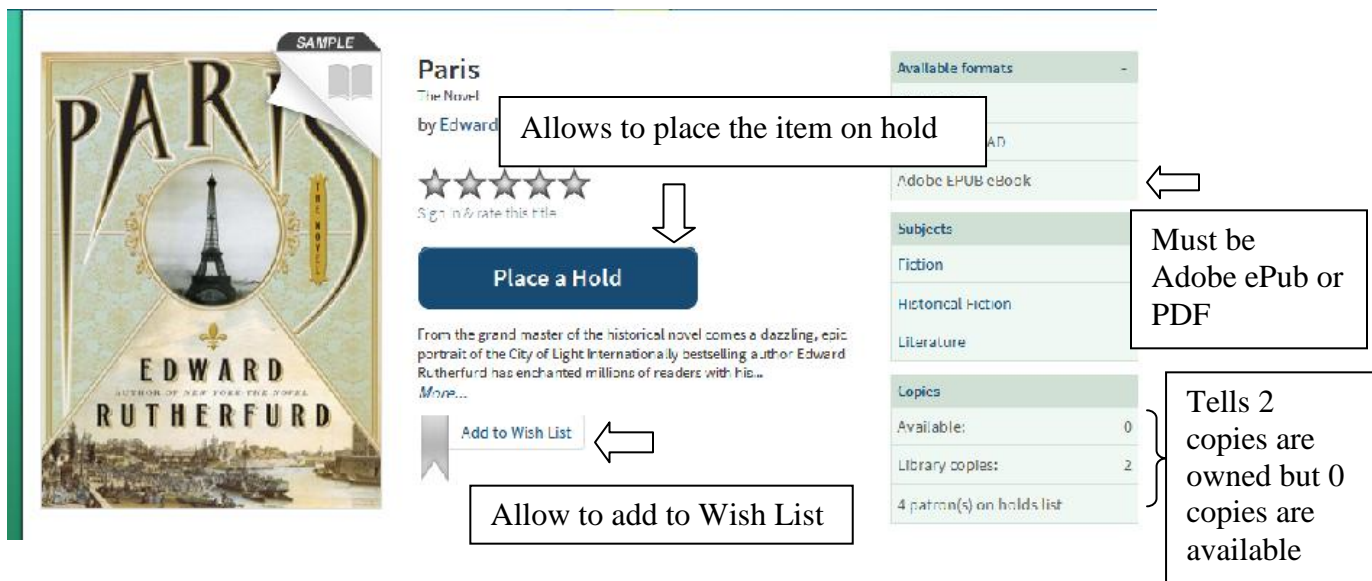 SAMPLE
PARIS
THE NOVEL
EDWARD
AUTHOR OF NEW YORK: THE NOVEL
RUTHERFURD
Paris
The Novel
by Edward
Allows to place the item on hold
Sign in & rate this title
Place a Hold
From the grand master of the historical novel comes a dazzling, epic
portrait of the City of Light Internationally bestselling author Edward
Rutherfurd has enchanted millions of readers with his...
More...
Add to Wish List
Allow to add to Wish List
Available formats -
AD
Adobe EPUB eBook
Must be
Adobe ePub or
PDF
Subjects
Fiction
Historical Fiction
Literature
Copies
Available: 0
Library copies: 2
4 patron(s) on holds list
Tells 2
copies are
owned but 0
copies are
available